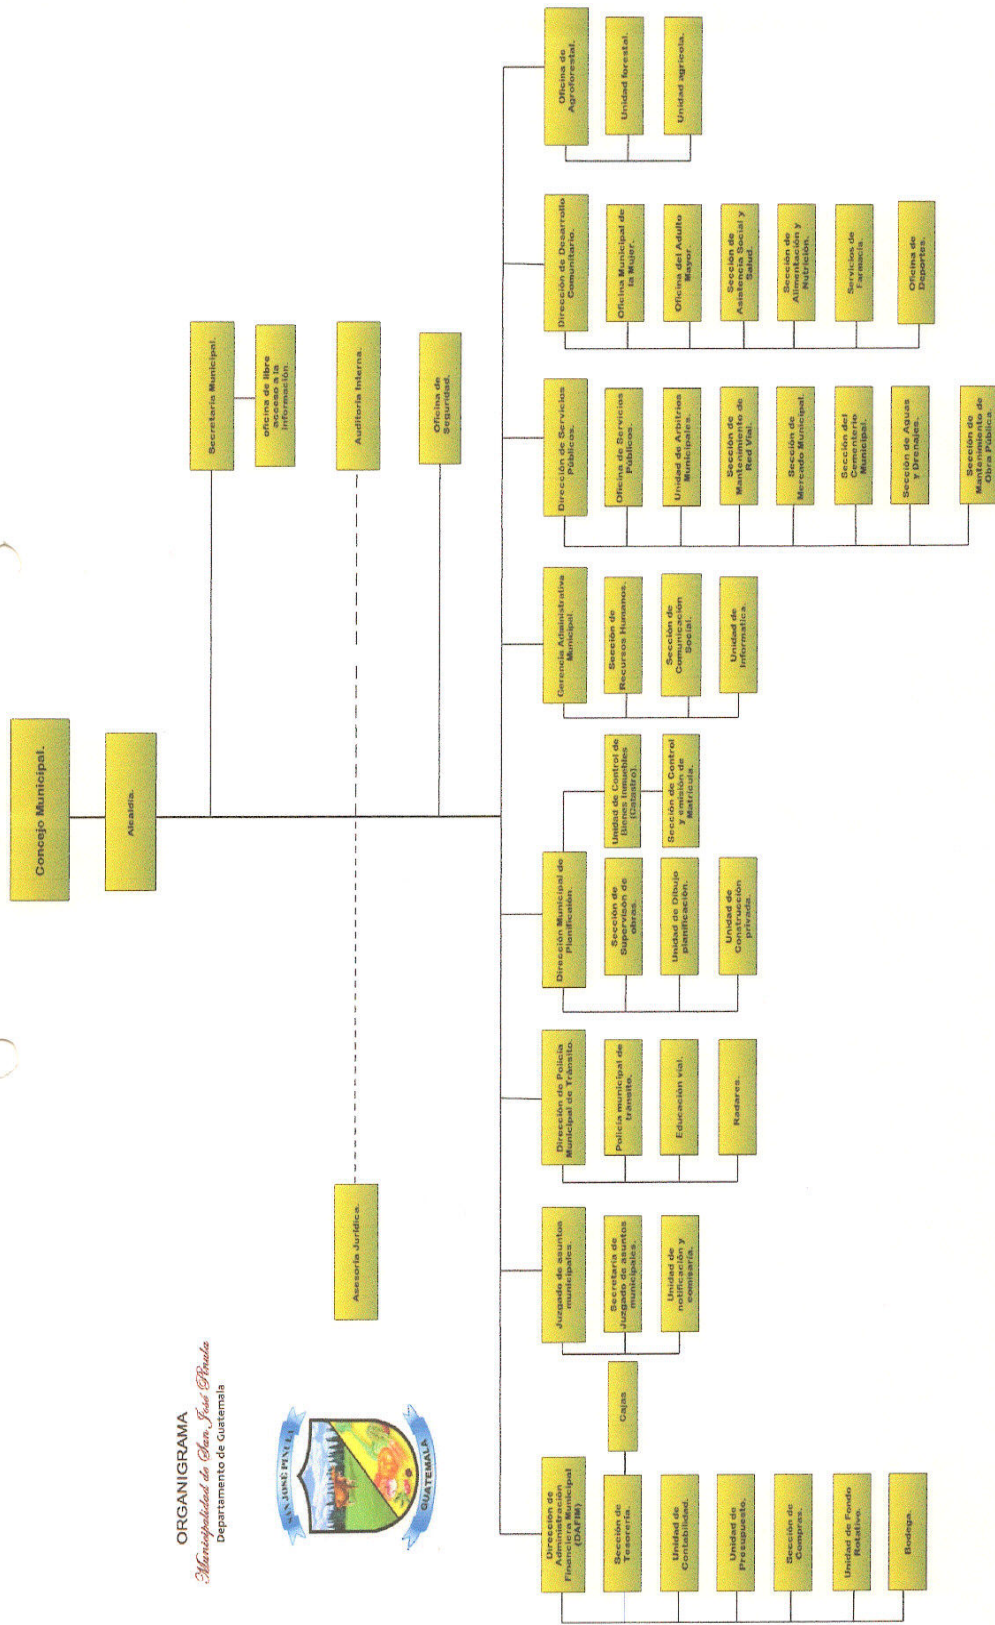 ORGANIGRAMA
Municipalidad de San José Pinula
Departamento de Guatemala
SAN JOSÉ PINULA
GUATEMALA
Concejo Municipal.
Alcaldia.
Secretaria Municipal.
oficina de libre
acceso a la
Información.
Asesoría Juridica.
Auditoria Interna.
Oficina de
Seguridad.
Dirección de
Administración
Financiera Municipal
(DAFIM)
Sección de
Tesorería.
Cajas
Unidad de
Contabilidad.
Unidad de
Presupuesto.
Sección de
Compras.
Unidad de Fondo
Rotativo.
Bodega.
Juzgado de asuntos
municipales.
Secretaría de
Juzgado de asuntos
municipales.
Unidad de
notificación y
comisaría.
Dirección de Policía
Municipal de Tránsito.
Policía municipal de
tránsito.
Educación vial.
Radares.
Dirección Municipal de
Planificaión.
Sección de
Supervisón de
obras.
Unidad de Dibujo
planificación.
Unidad de
Construcción
privada.
Unidad de Control de
Bienes Inmuebles
(Catastro).
Sección de Control
y emisión de
Matrícula.
Gerencia Administrativa
Municipal.
Sección de
Recursos Humanos.
Sección de
Comunicación
Social.
Unidad de
Informatica.
Dirección de Servicios
Públicos.
Oficina de Servicios
Públicos.
Unidad de Arbitrios
Municipales.
Sección de
Mantenimiento de
Red Vial.
Sección de
Mercado Municipal.
Sección del
Cementerio
Municipal.
Sección de Aguas
y Drenajes.
Sección de
Mantenimiento de
Obra Pública.
Dirección de Desarrollo
Comunitario.
Oficina Municipal de
la Mujer.
Oficina del Adulto
Mayor.
Sección de
Asistencia Social y
Salud.
Sección de
Alimentación y
Nutrición.
Servicios de
Farmacia.
Oficina de
Deportes.
Oficina de
Agroforestal.
Unidad forestal.
Unidad agrícola.